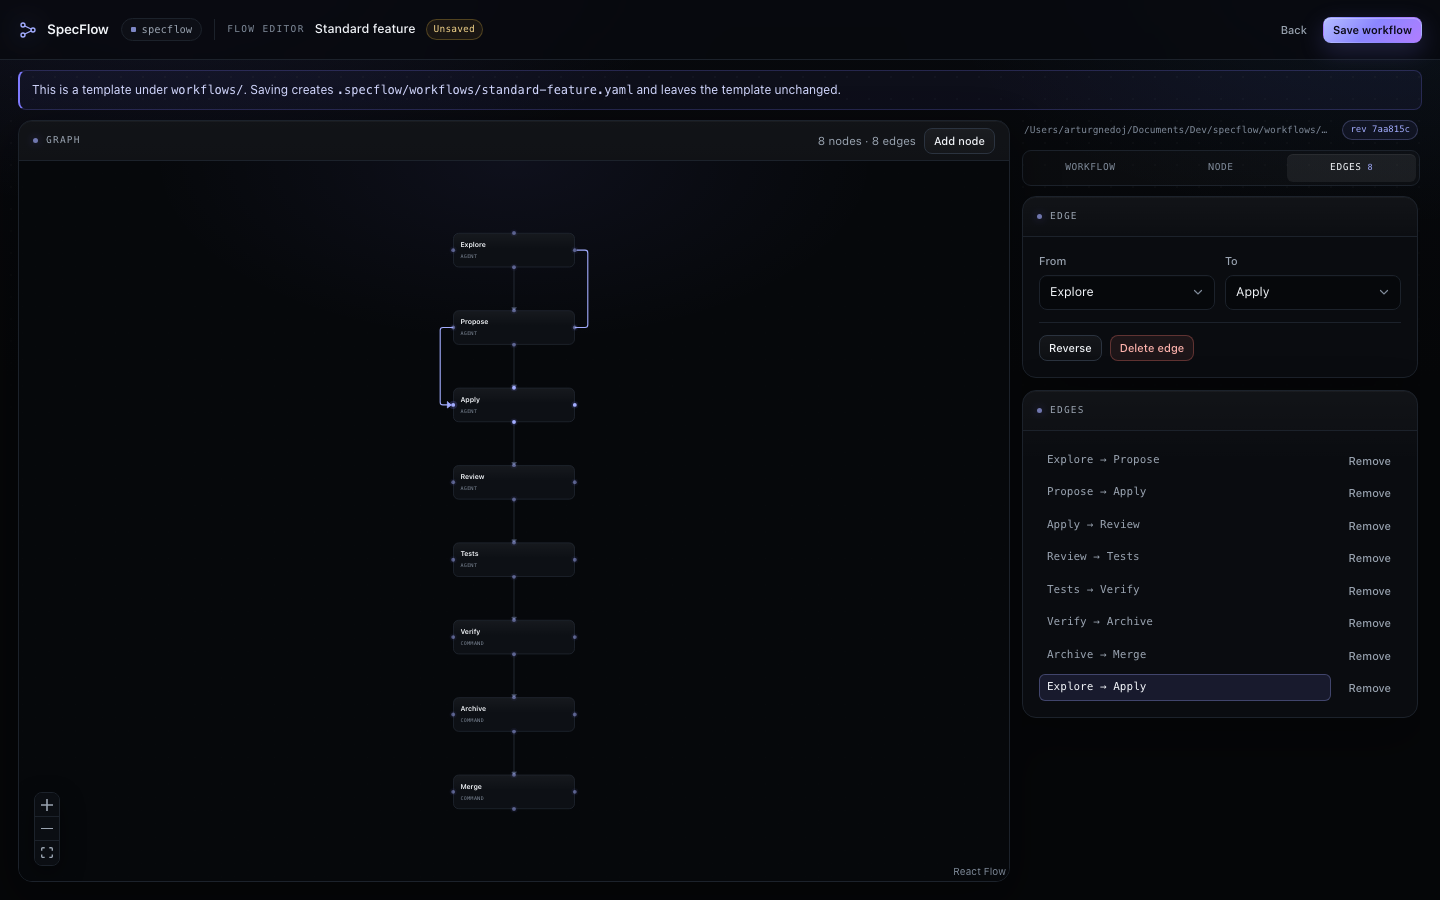 SpecFlow
specflow
FLOW EDITOR
Standard feature
Unsaved
Back
Save workflow
This is a template under workflows/. Saving creates .specflow/workflows/standard-feature.yaml and leaves the template unchanged.
GRAPH
8 nodes · 8 edges
Add node
Explore
AGENT
Propose
AGENT
Apply
AGENT
Review
AGENT
Tests
AGENT
Verify
COMMAND
Archive
COMMAND
Merge
COMMAND
React Flow
/Users/arturgnedoj/Documents/Dev/specflow/workflows/…
rev 7aa815c
WORKFLOW
NODE
EDGES 8
EDGE
From
To
Explore
Apply
Reverse
Delete edge
EDGES
Explore → Propose Remove
Propose → Apply Remove
Apply → Review Remove
Review → Tests Remove
Tests → Verify Remove
Verify → Archive Remove
Archive → Merge Remove
Explore → Apply Remove